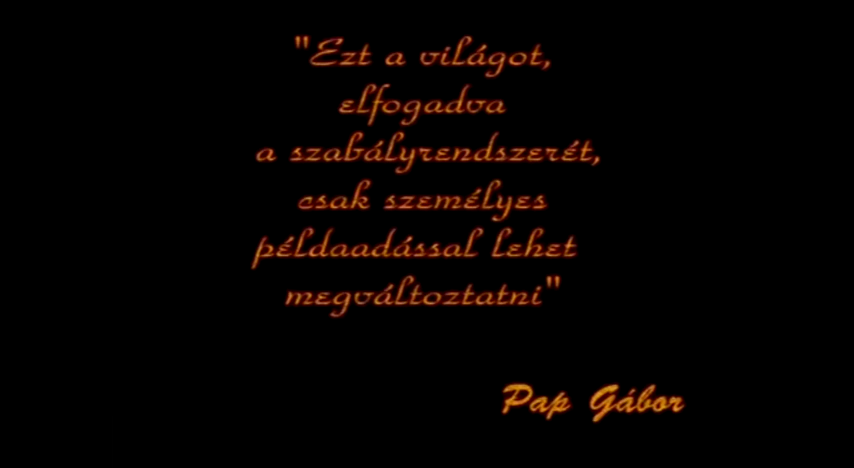 "Ezt a világot,
elfogadva
a szabályrendszerét,
csak személyes
példaadással lehet
megváltoztatni"
Pap Gábor